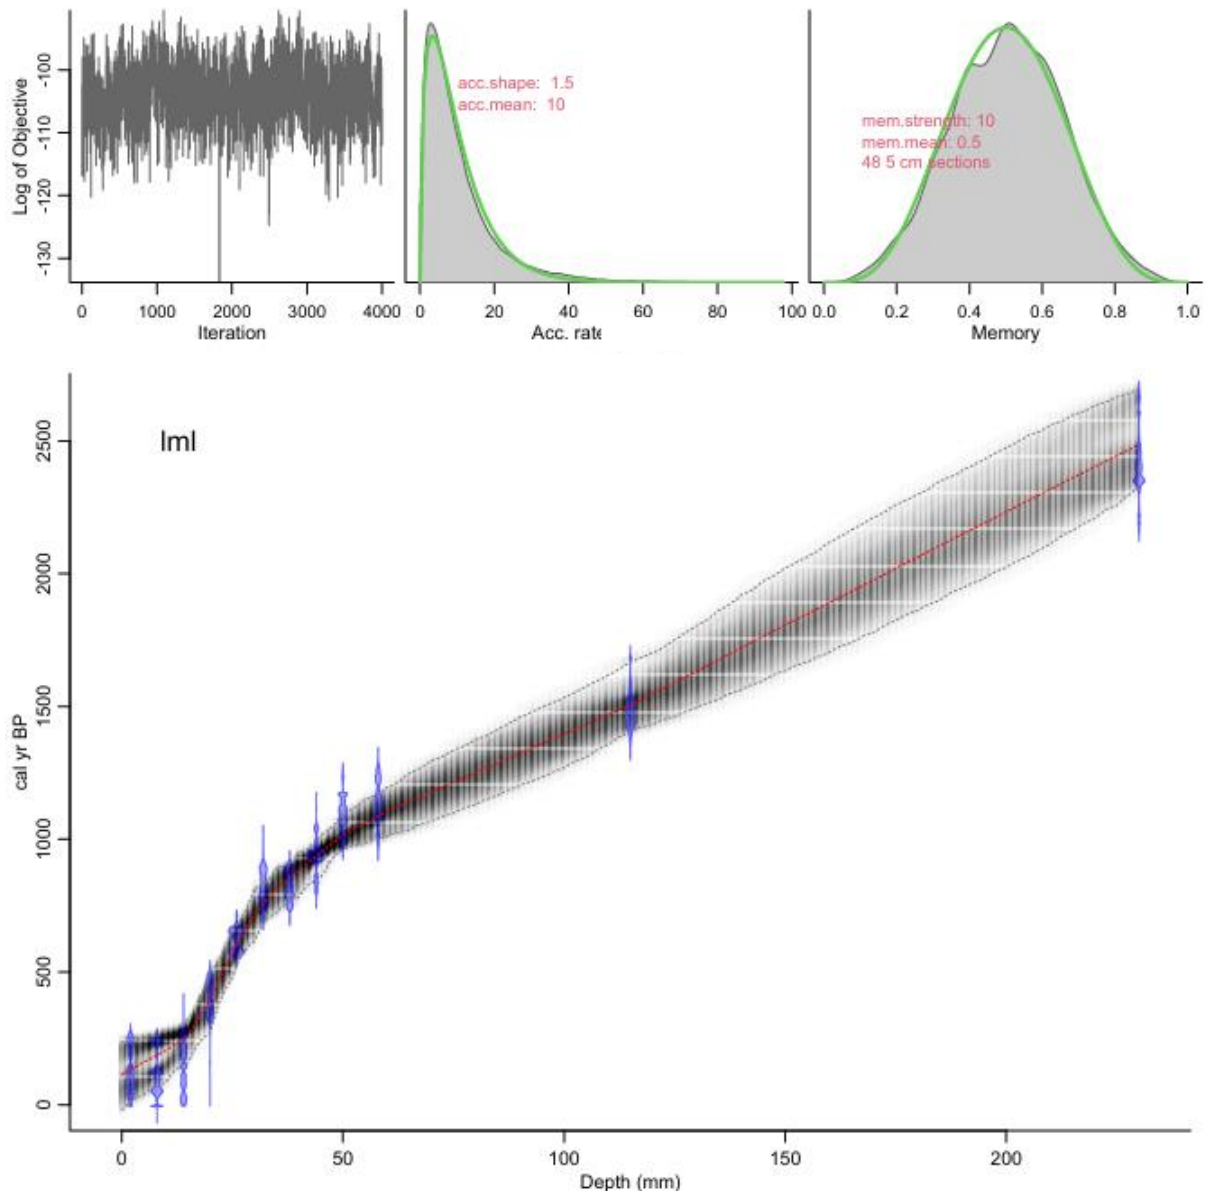 Log of Objective
-100
-110
-120
-130
0 1000 2000 3000 4000
Iteration
acc.shape: 1.5
acc.mean: 10
0 20 40 60 80 100
Acc. rate
mem.strength: 10
mem.mean: 0.5
48 5 cm sections
0.0 0.2 0.4 0.6 0.8 1.0
Memory
lml
cal yr BP
2500
2000
1500
1000
500
0
0 50 100 150 200
Depth (mm)